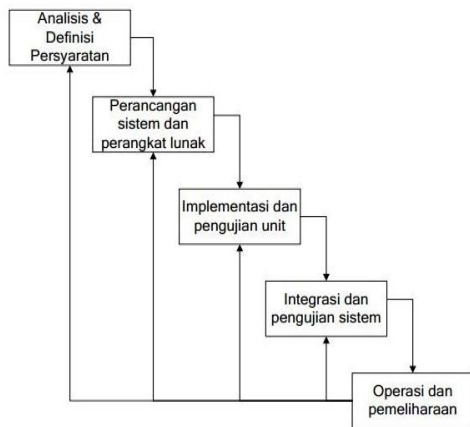 Analisis &
Definisi
Persyaratan
Perancangan
sistem dan
perangkat lunak
Implementasi dan
pengujian unit
Integrasi dan
pengujian sistem
Operasi dan
pemeliharaan